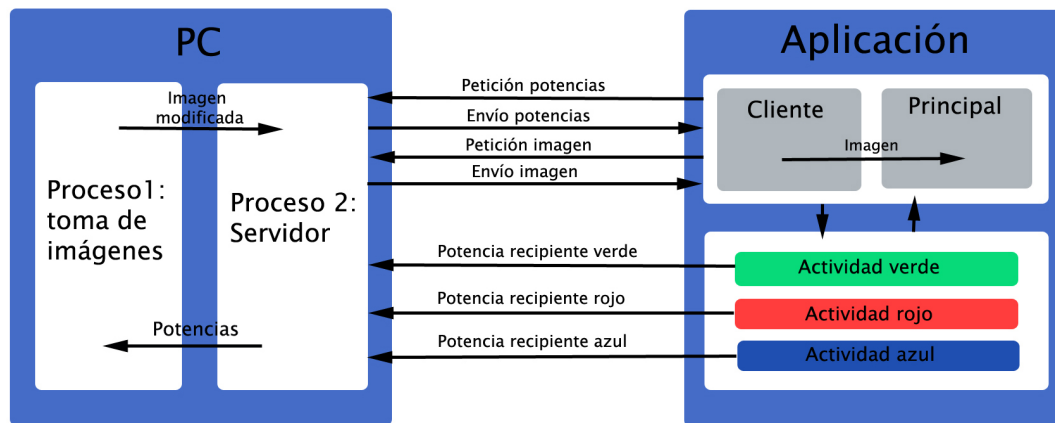 PC
Imagen
modificada
Proceso1:
toma de
imágenes
Proceso 2:
Servidor
Potencias
Petición potencias
Envío potencias
Petición imagen
Envío imagen
Potencia recipiente verde
Potencia recipiente rojo
Potencia recipiente azul
Aplicación
Cliente
Principal
Imagen
Actividad verde
Actividad rojo
Actividad azul